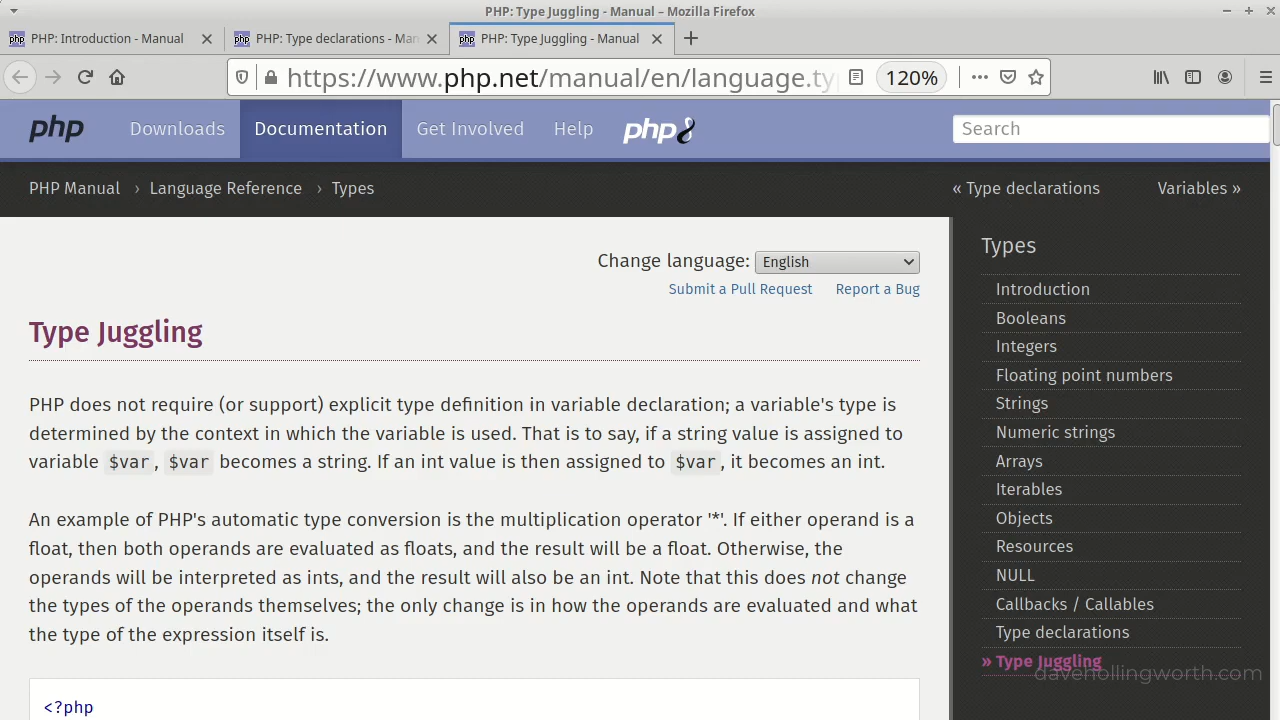 PHP: Type Juggling - Manual – Mozilla Firefox
php PHP: Introduction - Manual
php PHP: Type declarations - Man
php PHP: Type Juggling - Manual
https://www.php.net/manual/en/language.ty
120%
php Downloads Documentation Get Involved Help php8 Search
PHP Manual › Language Reference › Types
« Type declarations Variables »
Change language: English
Submit a Pull Request Report a Bug
Type Juggling
PHP does not require (or support) explicit type definition in variable declaration; a variable's type is
determined by the context in which the variable is used. That is to say, if a string value is assigned to
variable $var, $var becomes a string. If an int value is then assigned to $var, it becomes an int.
An example of PHP's automatic type conversion is the multiplication operator '*'. If either operand is a
float, then both operands are evaluated as floats, and the result will be a float. Otherwise, the
operands will be interpreted as ints, and the result will also be an int. Note that this does not change
the types of the operands themselves; the only change is in how the operands are evaluated and what
the type of the expression itself is.
<?php
Types
Introduction
Booleans
Integers
Floating point numbers
Strings
Numeric strings
Arrays
Iterables
Objects
Resources
NULL
Callbacks / Callables
Type declarations
» Type Juggling
davehollingworth.com